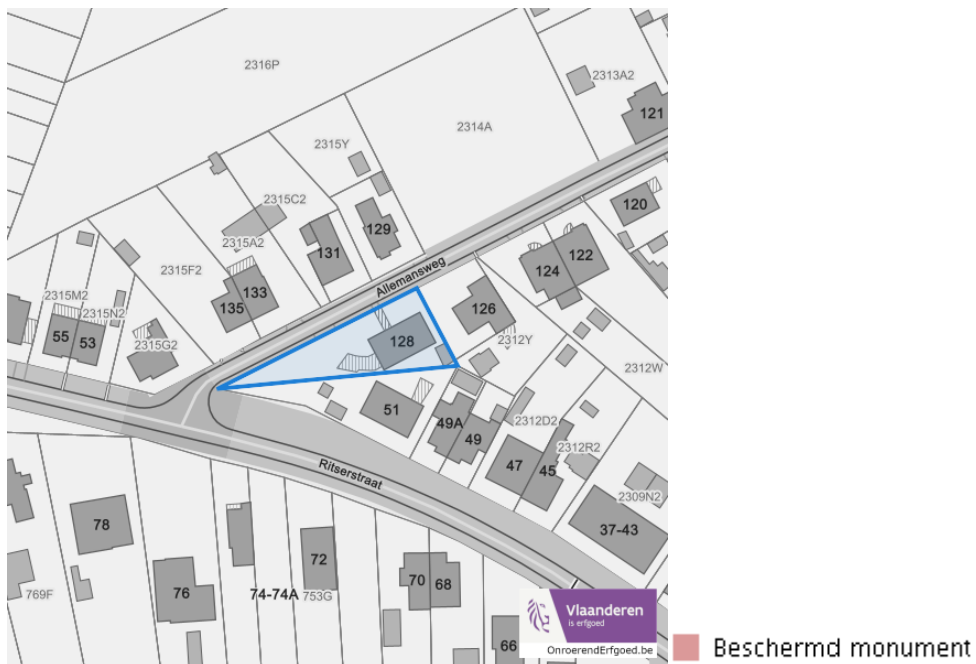 2316P
2313A2
121
2314A
2315Y
120
2315C2
129
2315A2
131
122
124
Allemansweg
2315F2
133
135
2315M2
2315N2
126
55
53
2315G2
128
2312Y
2312W
51
49A
49
2312D2
2312R2
47
45
Ritserstraat
2309N2
37-43
78
72
70
68
76
74-74A
753G
769F
66
Vlaanderen
is erfgoed
OnroerendErfgoed.be
Beschermd monument